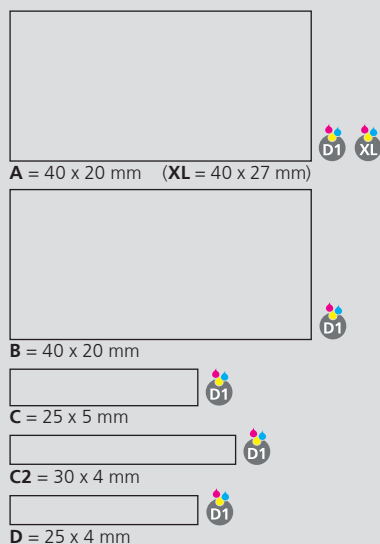 D1 XL
A = 40 x 20 mm (XL = 40 x 27 mm)
D1
B = 40 x 20 mm
D1
C = 25 x 5 mm
D1
C2 = 30 x 4 mm
D1
D = 25 x 4 mm